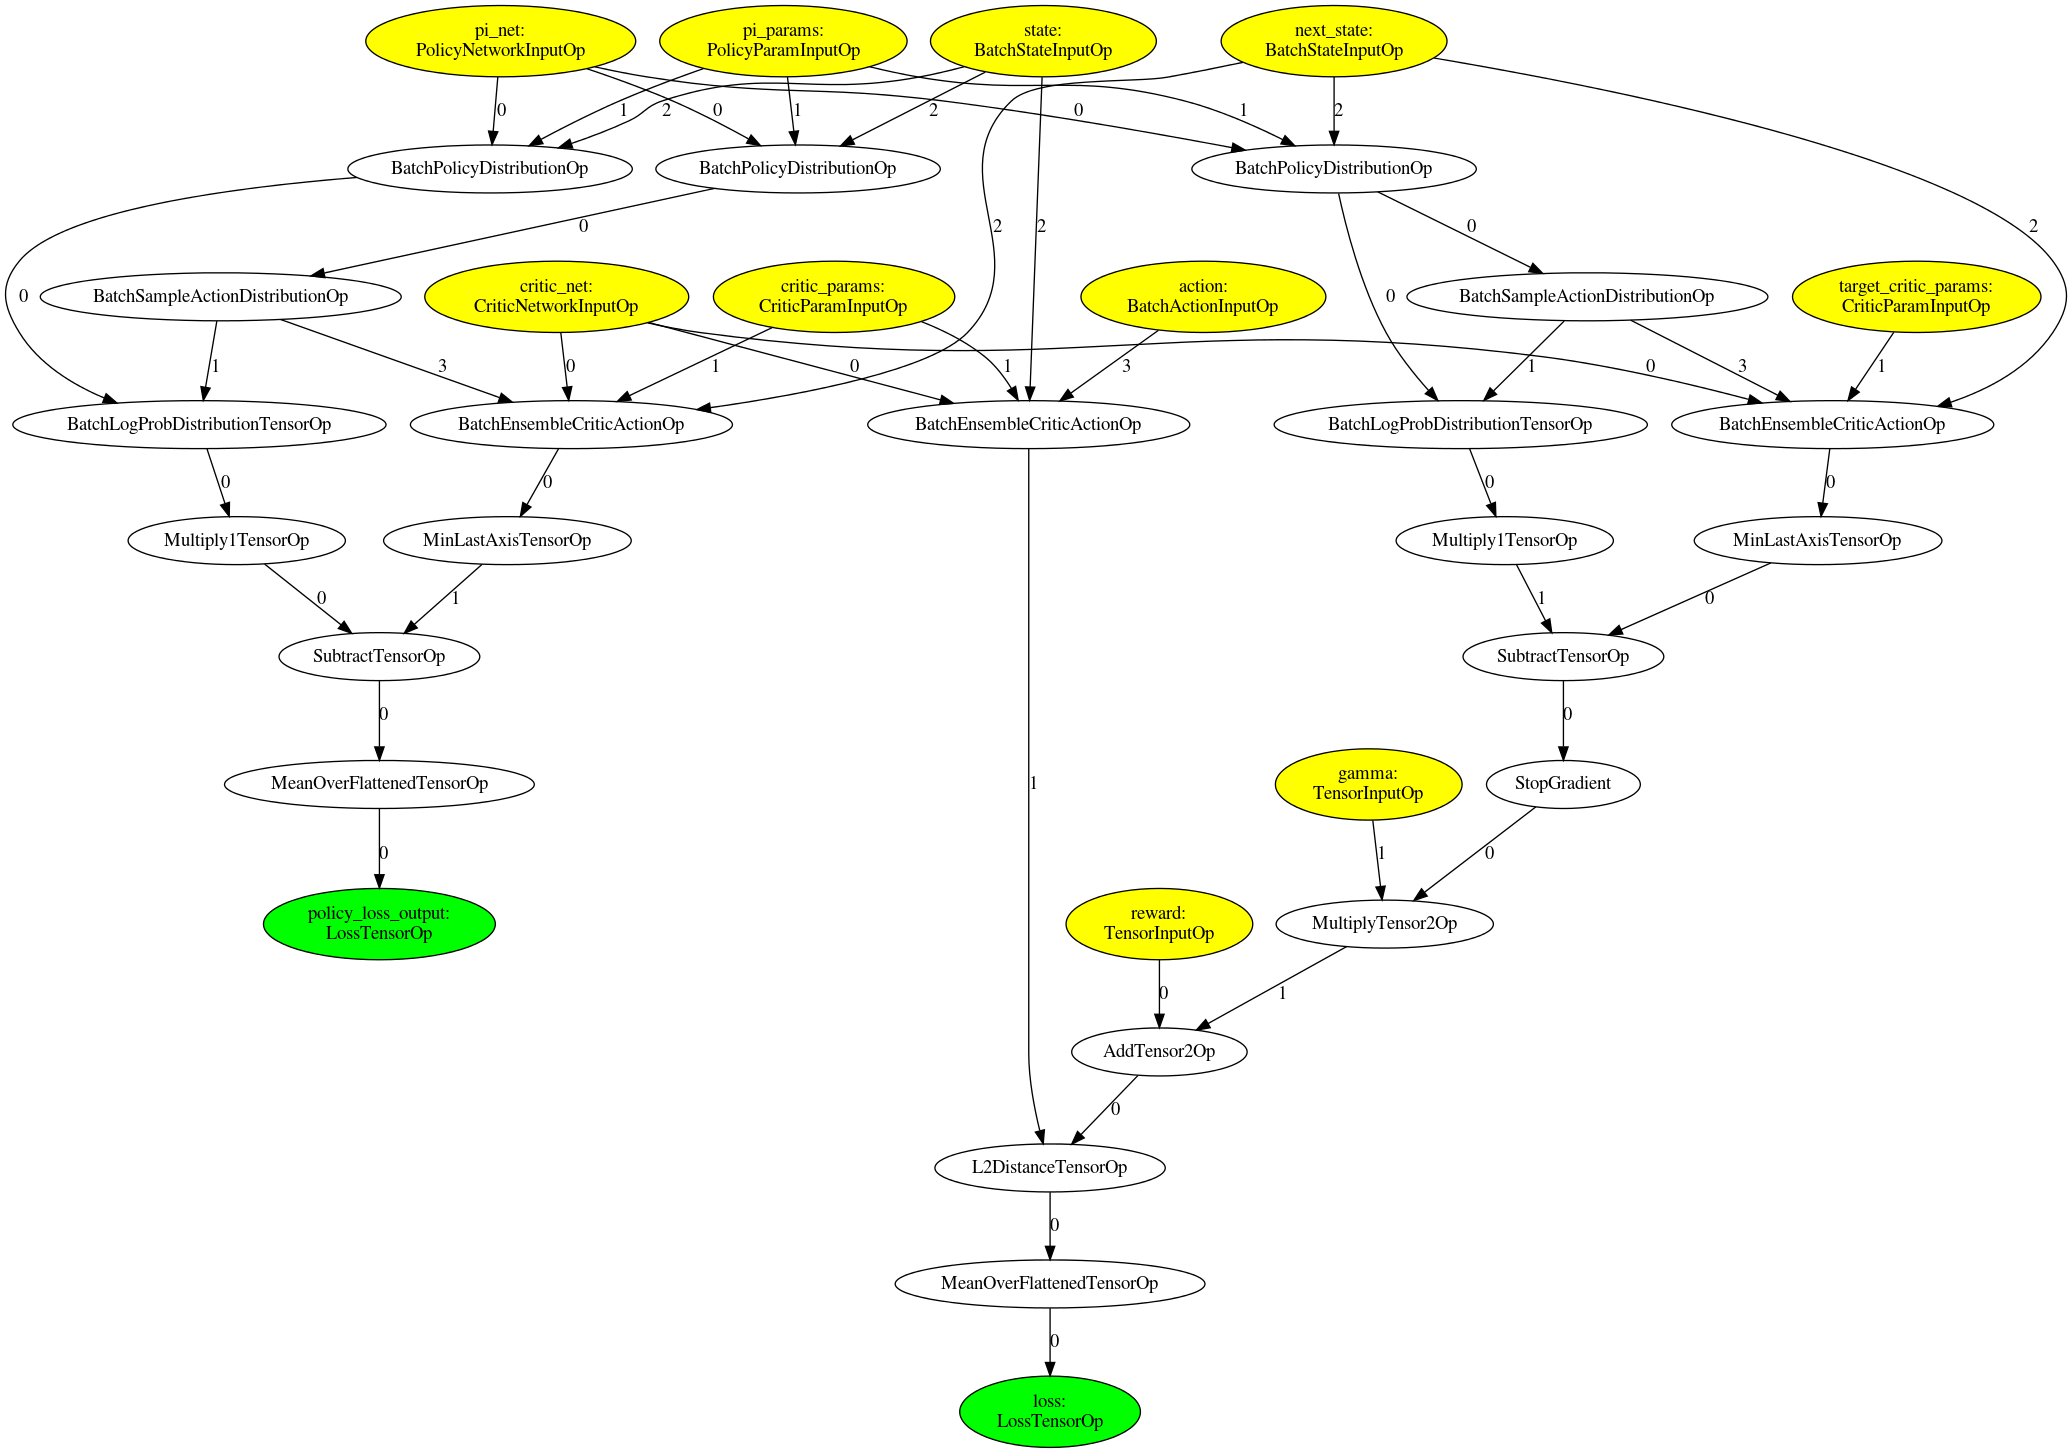 pi_net:
PolicyNetworkInputOp
pi_params:
PolicyParamInputOp
state:
BatchStateInputOp
next_state:
BatchStateInputOp
0
1
2
0
1
2
0
1
2
BatchPolicyDistributionOp
BatchPolicyDistributionOp
BatchPolicyDistributionOp
0
2
2
0
2
0
BatchSampleActionDistributionOp
critic_net:
CriticNetworkInputOp
critic_params:
CriticParamInputOp
action:
BatchActionInputOp
0
BatchSampleActionDistributionOp
target_critic_params:
CriticParamInputOp
1
3
0
1
0
1
3
1
0
3
1
BatchLogProbDistributionTensorOp
BatchEnsembleCriticActionOp
BatchEnsembleCriticActionOp
BatchLogProbDistributionTensorOp
BatchEnsembleCriticActionOp
0
0
0
0
Multiply1TensorOp
MinLastAxisTensorOp
Multiply1TensorOp
MinLastAxisTensorOp
0
1
1
0
SubtractTensorOp
SubtractTensorOp
0
0
MeanOverFlattenedTensorOp
1
gamma:
TensorInputOp
StopGradient
0
1
0
policy_loss_output:
LossTensorOp
reward:
TensorInputOp
MultiplyTensor2Op
0
1
AddTensor2Op
0
L2DistanceTensorOp
0
MeanOverFlattenedTensorOp
0
loss:
LossTensorOp